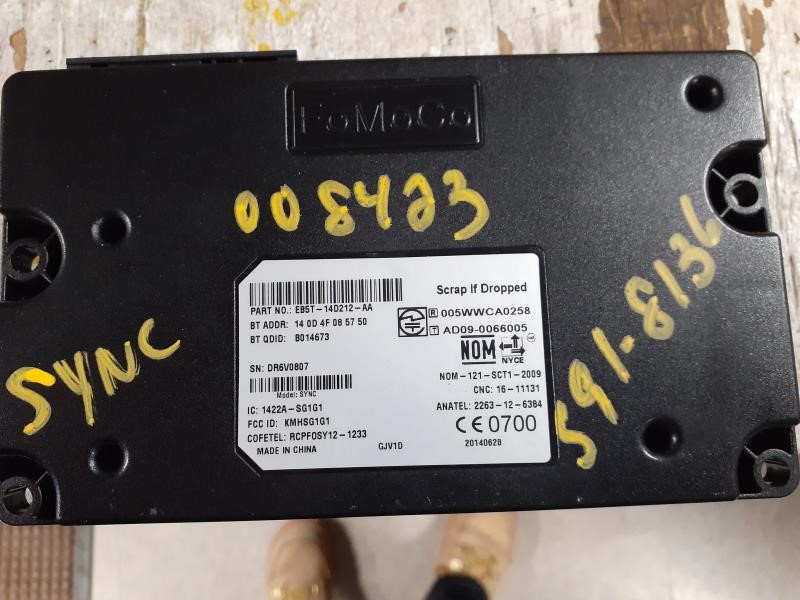 FoMoCo
008423
SYNC
591-8136
PART NO.: EB5T-14D212-AA
BT ADDR: 14 0D 4F 08 57 50
BT QDID: B014673
SN: DR6V0807
Model: SYNC
IC: 1422A-SG1G1
FCC ID: KMHSG1G1
COFETEL: RCPFOSY12-1233
MADE IN CHINA
GJV1D
Scrap If Dropped
R 005WWCA0258
T AD09-0066005
NOM NYCE
NOM-121-SCT1-2009
CNC: 16-11131
ANATEL: 2263-12-6384
CE0700
20140628